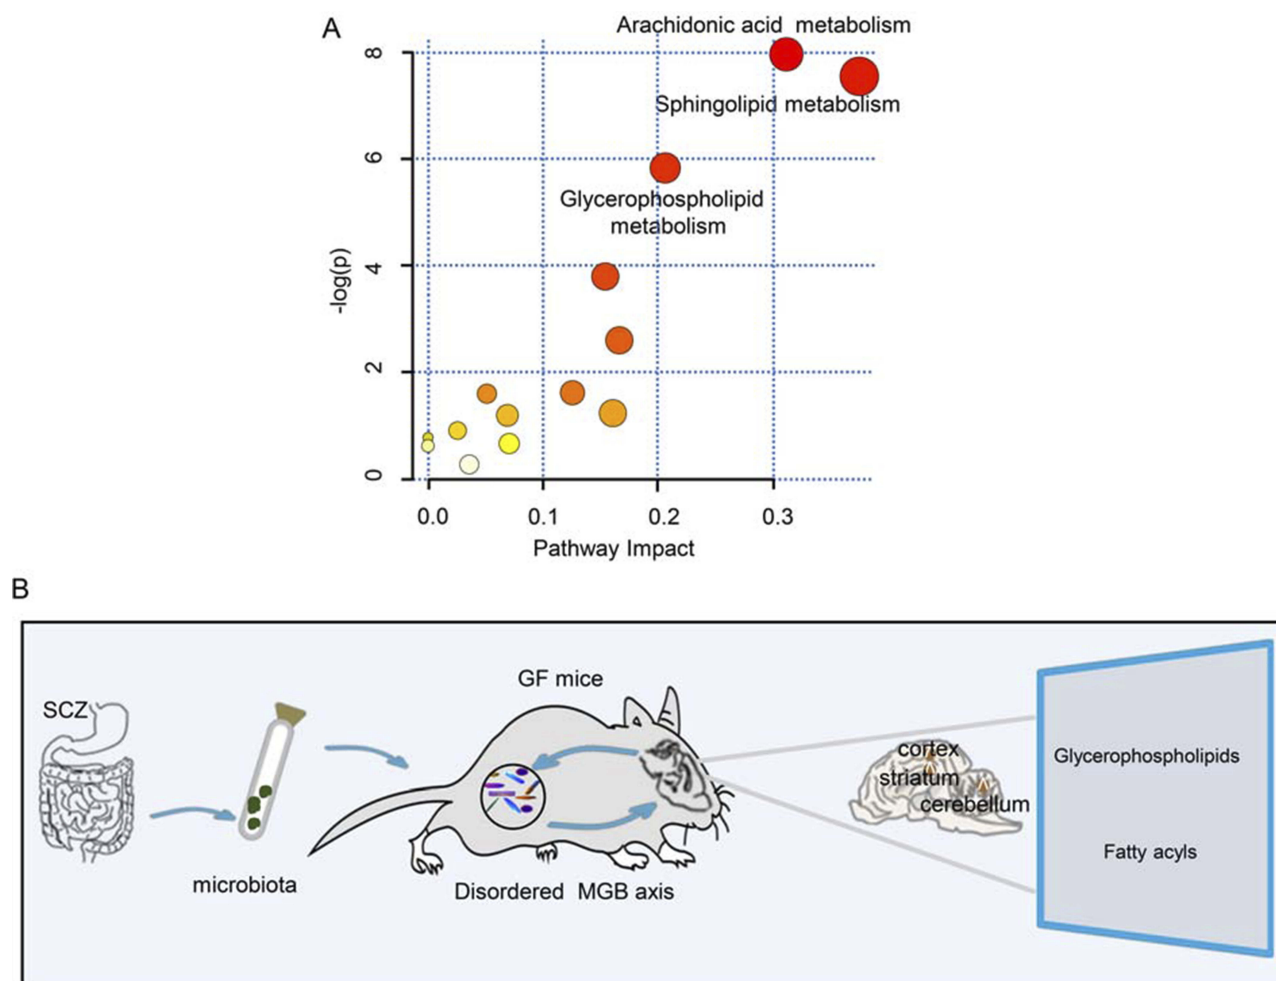 A
Arachidonic acid metabolism
Sphingolipid metabolism
Glycerophospholipid
metabolism
8
6
4
2
0
-log(p)
0.0 0.1 0.2 0.3
Pathway Impact
B
GF mice
SCZ
microbiota
Disordered MGB axis
cortex
striatum
cerebellum
Glycerophospholipids
Fatty acyls